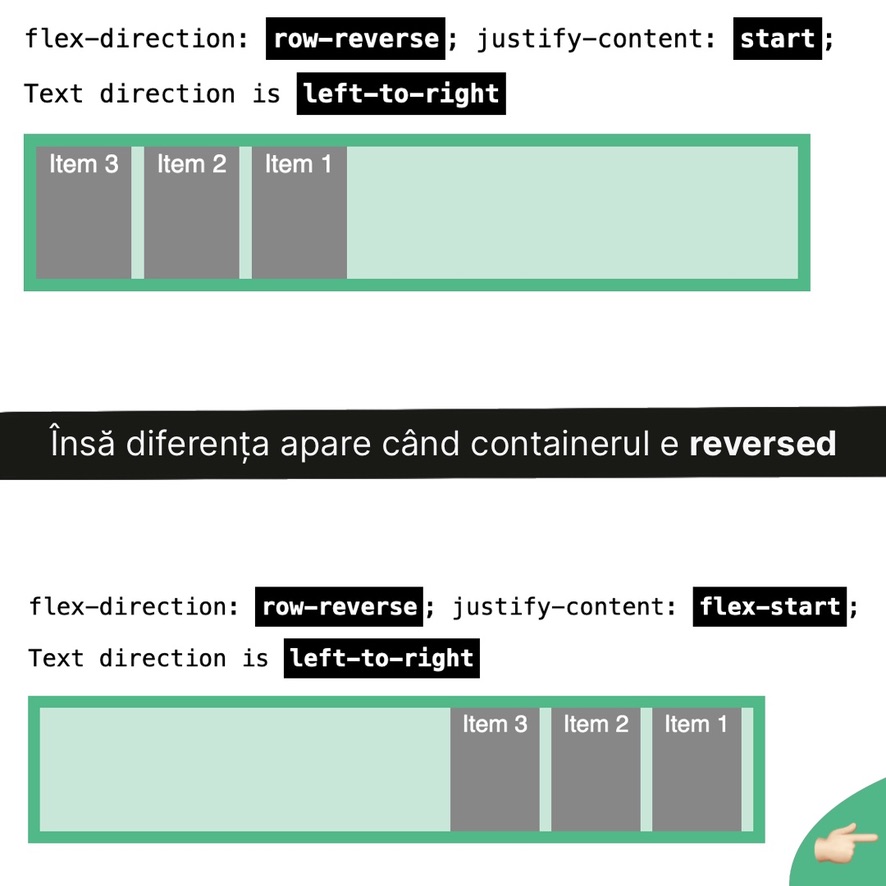 flex-direction: row-reverse; justify-content: start;
Text direction is left-to-right
Item 3 Item 2 Item 1
Însă diferența apare când containerul e reversed
flex-direction: row-reverse; justify-content: flex-start;
Text direction is left-to-right
Item 3 Item 2 Item 1